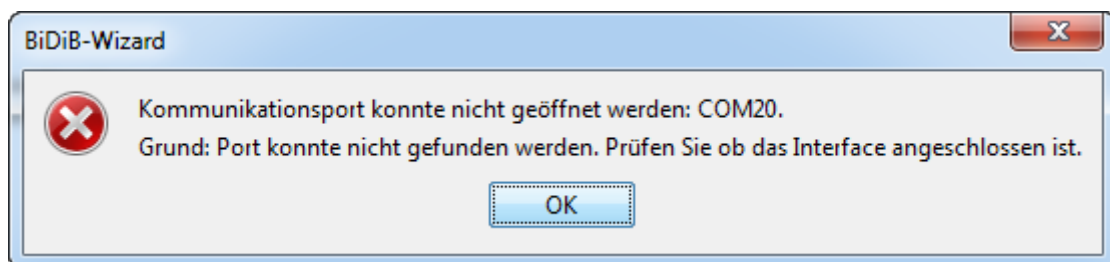 BiDiB-Wizard
Kommunikationsport konnte nicht geöffnet werden: COM20.
Grund: Port konnte nicht gefunden werden. Prüfen Sie ob das Interface angeschlossen ist.
OK